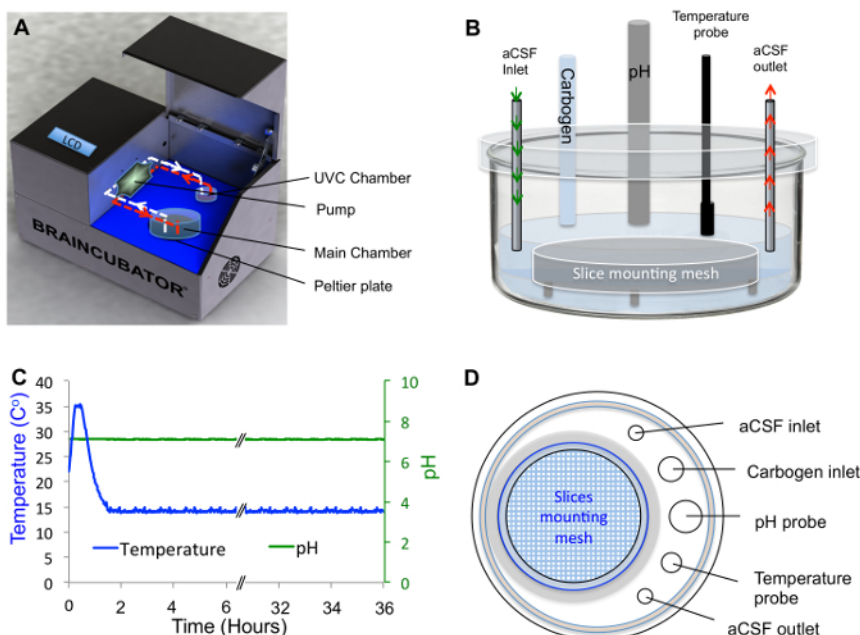 A
LCD
BRAINCUBATOR®
UVC Chamber
Pump
Main Chamber
Peltier plate
B
aCSF
Inlet
Carbogen
pH
Temperature
probe
aCSF
outlet
Slice mounting mesh
C
Temperature (C°)
40
35
30
25
20
15
10
5
0
0
2
4
6
32
34
36
Time (Hours)
10
8
6
4
2
0
pH
Temperature
pH
D
Slices
mounting
mesh
aCSF inlet
Carbogen inlet
pH probe
Temperature
probe
aCSF outlet